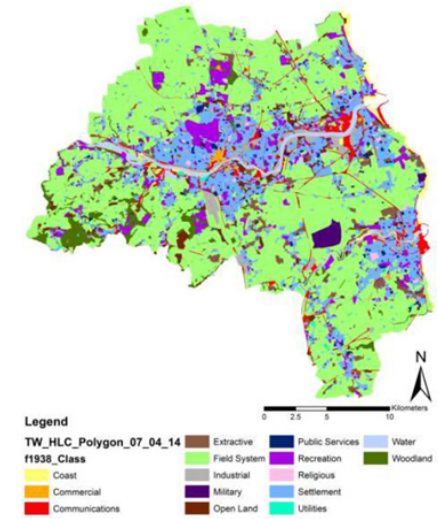 N
Kilometers
0 2.5 5 10
Legend
TW_HLC_Polygon_07_04_14
f1938_Class
Coast
Commercial
Communications
Extractive
Field System
Industrial
Military
Open Land
Public Services
Recreation
Religious
Settlement
Utilities
Water
Woodland